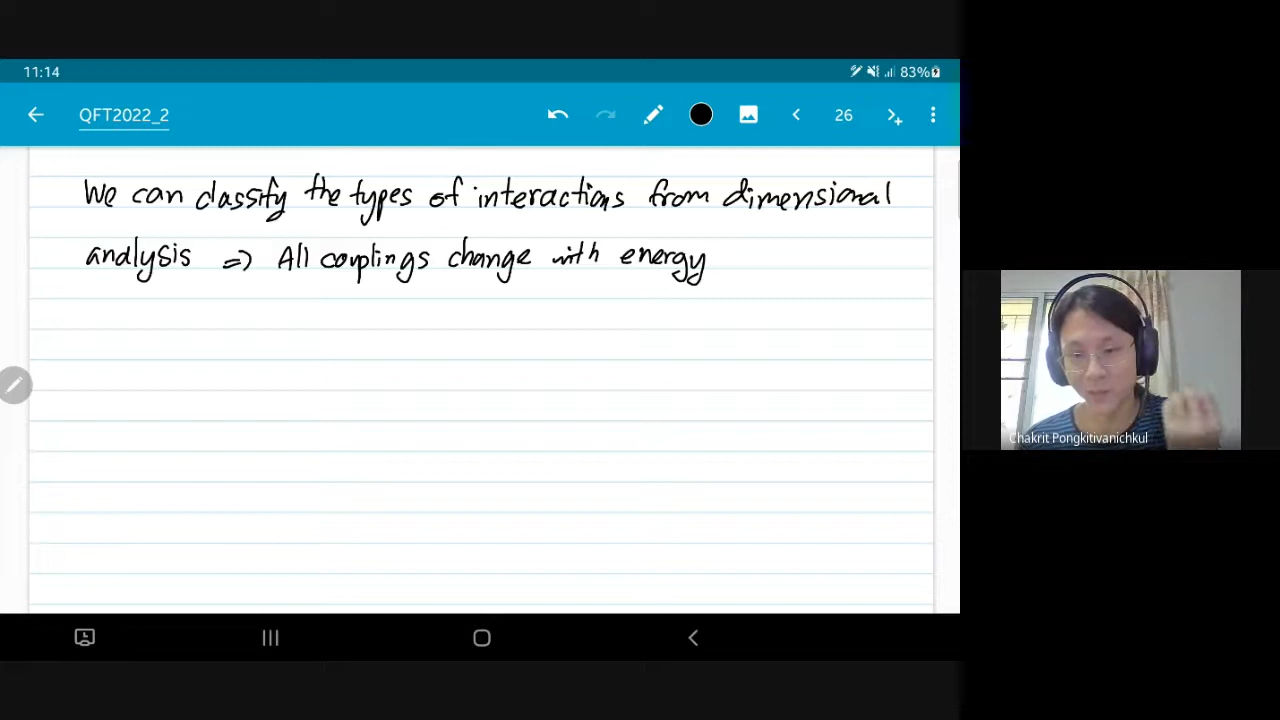 11:14
83%
QFT2022_2
26
We can classify the types of interactions from dimensional
analysis => All couplings change with energy
Chakrit Pongkitivanichkul